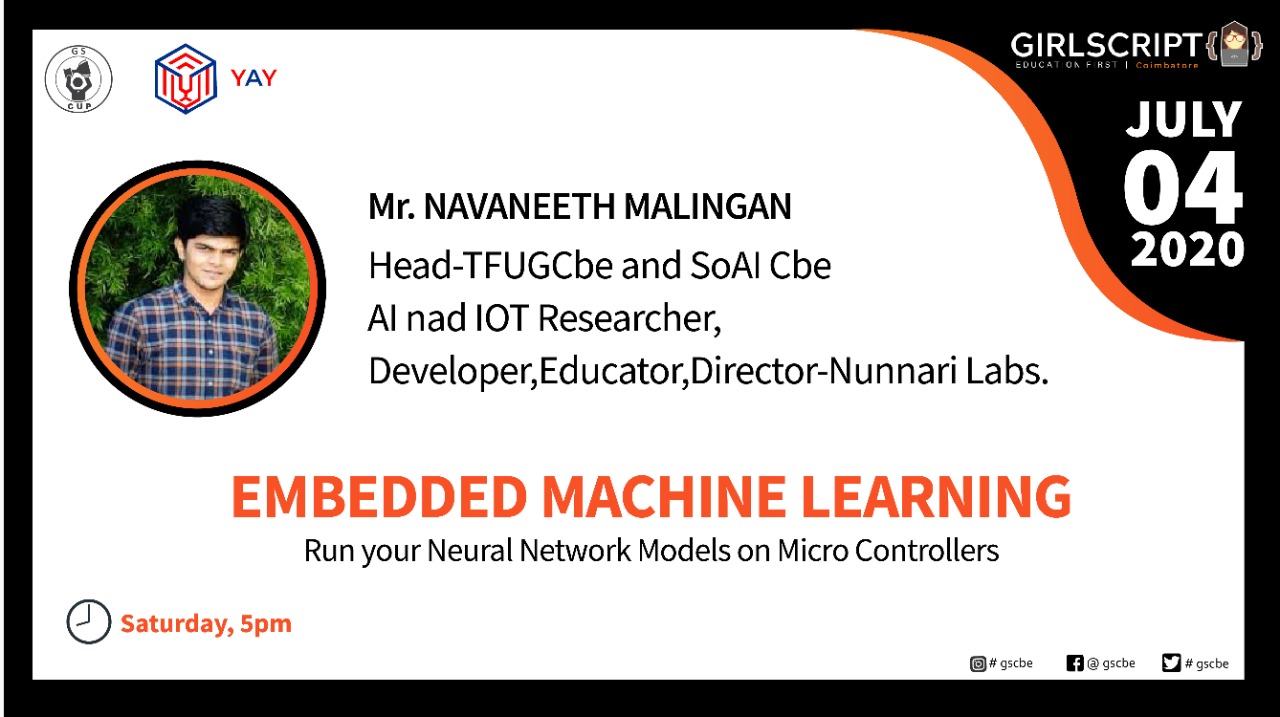 GS
CUP
YAY
GIRLSCRIPT
EDUCATION FIRST | Coimbatore
JULY
04
2020
Mr. NAVANEETH MALINGAN
Head-TFUGCbe and SoAI Cbe
AI nad IOT Researcher,
Developer,Educator,Director-Nunnari Labs.
EMBEDDED MACHINE LEARNING
Run your Neural Network Models on Micro Controllers
Saturday, 5pm
# gscbe @ gscbe # gscbe